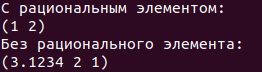 С рациональным элементом:
(1 2)
Без рационального элемента:
(3.1234 2 1)